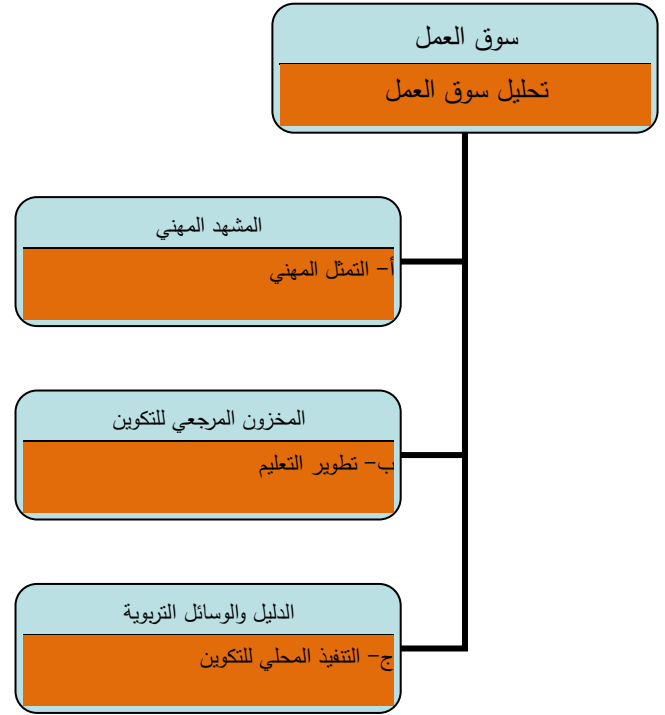 سوق العمل
تحليل سوق العمل
المشهد المهني
أ- التمثل المهني
المخزون المرجعي للتكوين
ب- تطوير التعليم
الدليل والوسائل التربوية
ج- التنفيذ المحلي للتكوين